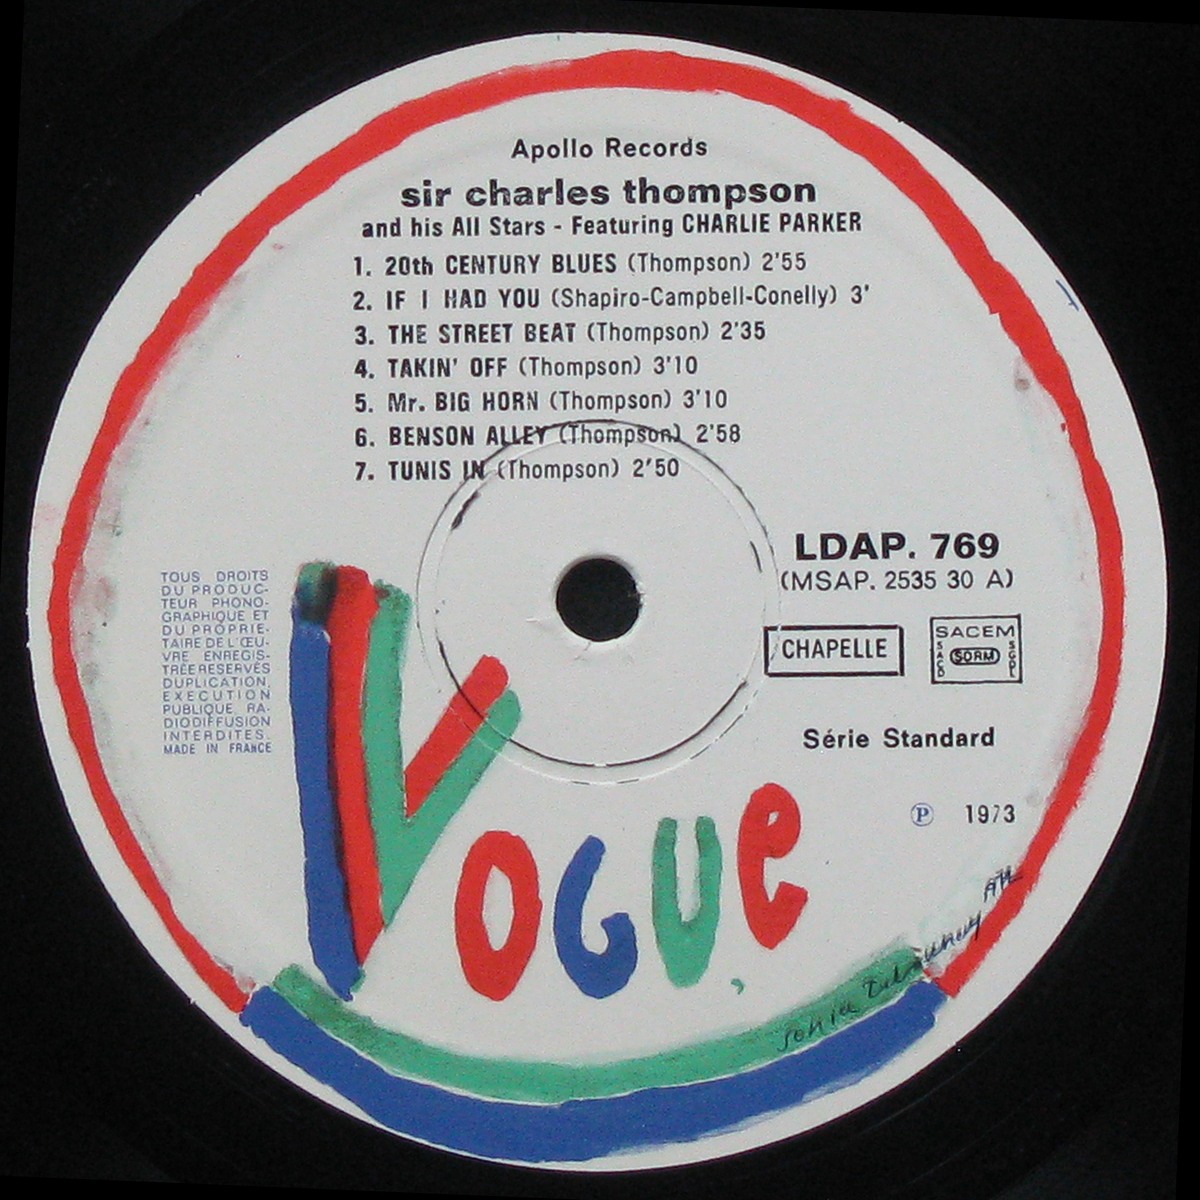 Apollo Records
sir charles thompson
and his All Stars - Featuring CHARLIE PARKER
1. 20th CENTURY BLUES (Thompson) 2'55
2. IF I HAD YOU (Shapiro-Campbell-Conelly) 3'
3. THE STREET BEAT (Thompson) 2'35
4. TAKIN' OFF (Thompson) 3'10
5. Mr. BIG HORN (Thompson) 3'10
6. BENSON ALLEY (Thompson) 2'58
7. TUNIS IN (Thompson) 2'50
LDAP. 769
(MSAP. 2535 30 A)
CHAPELLE
SACEM
SACD
SDRM
SGDL
Série Standard
℗ 1973
TOUS DROITS
DU PRODUC-
TEUR PHONO-
GRAPHIQUE ET
DU PROPRIE-
TAIRE DE L'ŒU-
VRE ENREGIS-
TRÉE RESERVÉS
DUPLICATION,
EXECUTION
PUBLIQUE, RA-
DIODIFFUSION
INTERDITES.
MADE IN FRANCE
VOGUE
sonia Delaunay